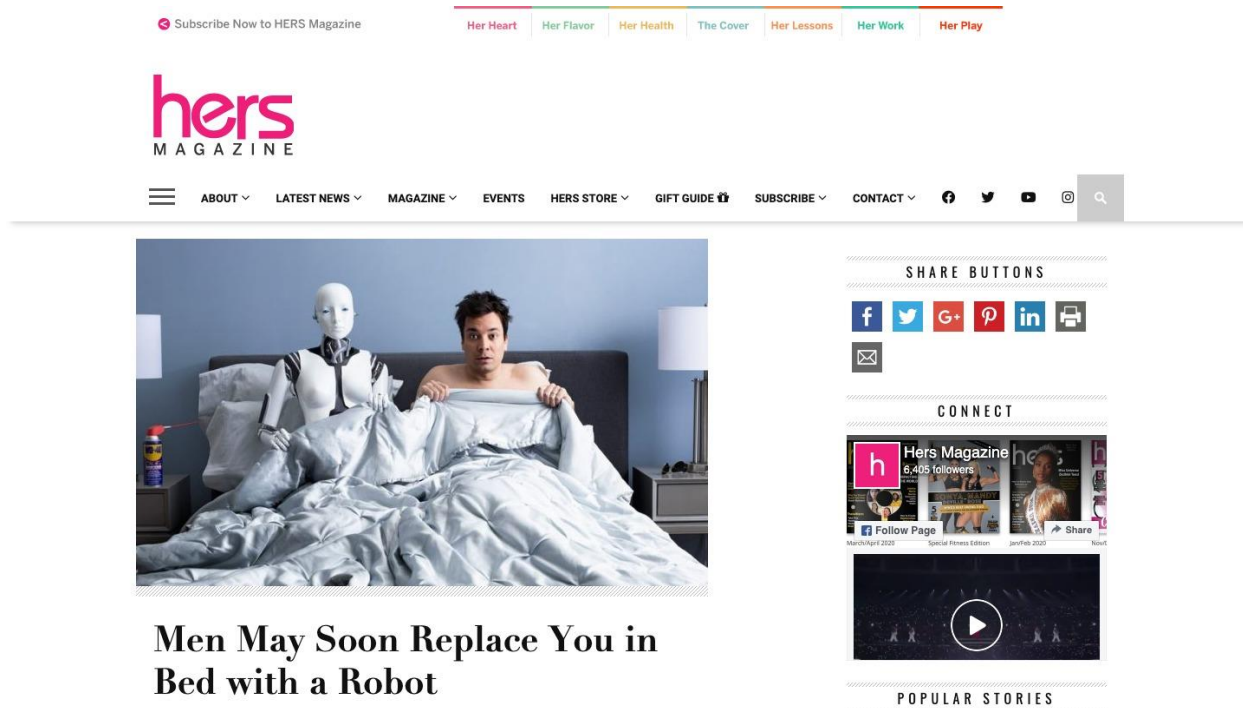 Subscribe Now to HERS Magazine
Her Heart
Her Flavor
Her Health
The Cover
Her Lessons
Her Work
Her Play
hers
MAGAZINE
ABOUT
LATEST NEWS
MAGAZINE
EVENTS
HERS STORE
GIFT GUIDE
SUBSCRIBE
CONTACT
SHARE BUTTONS
G+
in
CONNECT
h
Hers Magazine
6,405 followers
Follow Page
Share
March/April 2020
Special Fitness Edition
Jan/Feb 2020
Men May Soon Replace You in
Bed with a Robot
POPULAR STORIES